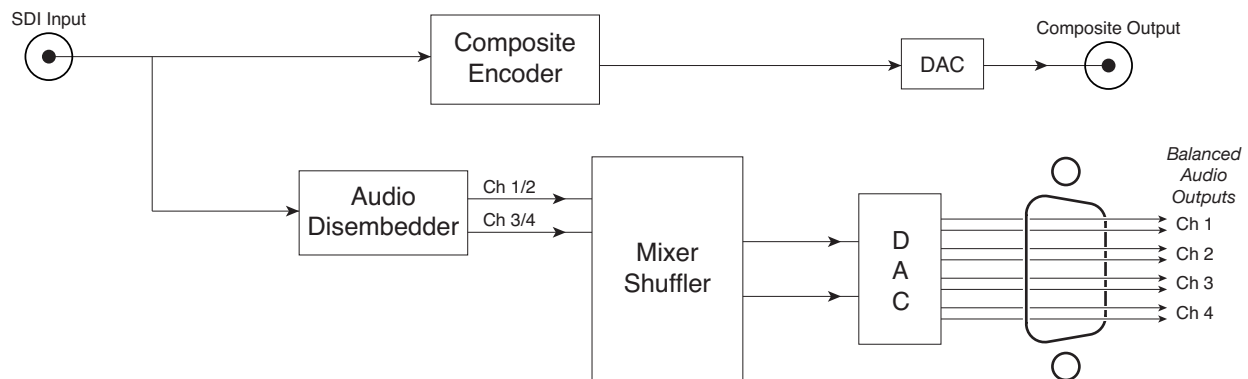 SDI Input
Composite
Encoder
DAC
Composite Output
Audio
Disembedder
Ch 1/2
Ch 3/4
Mixer
Shuffler
D
A
C
Balanced
Audio
Outputs
Ch 1
Ch 2
Ch 3
Ch 4